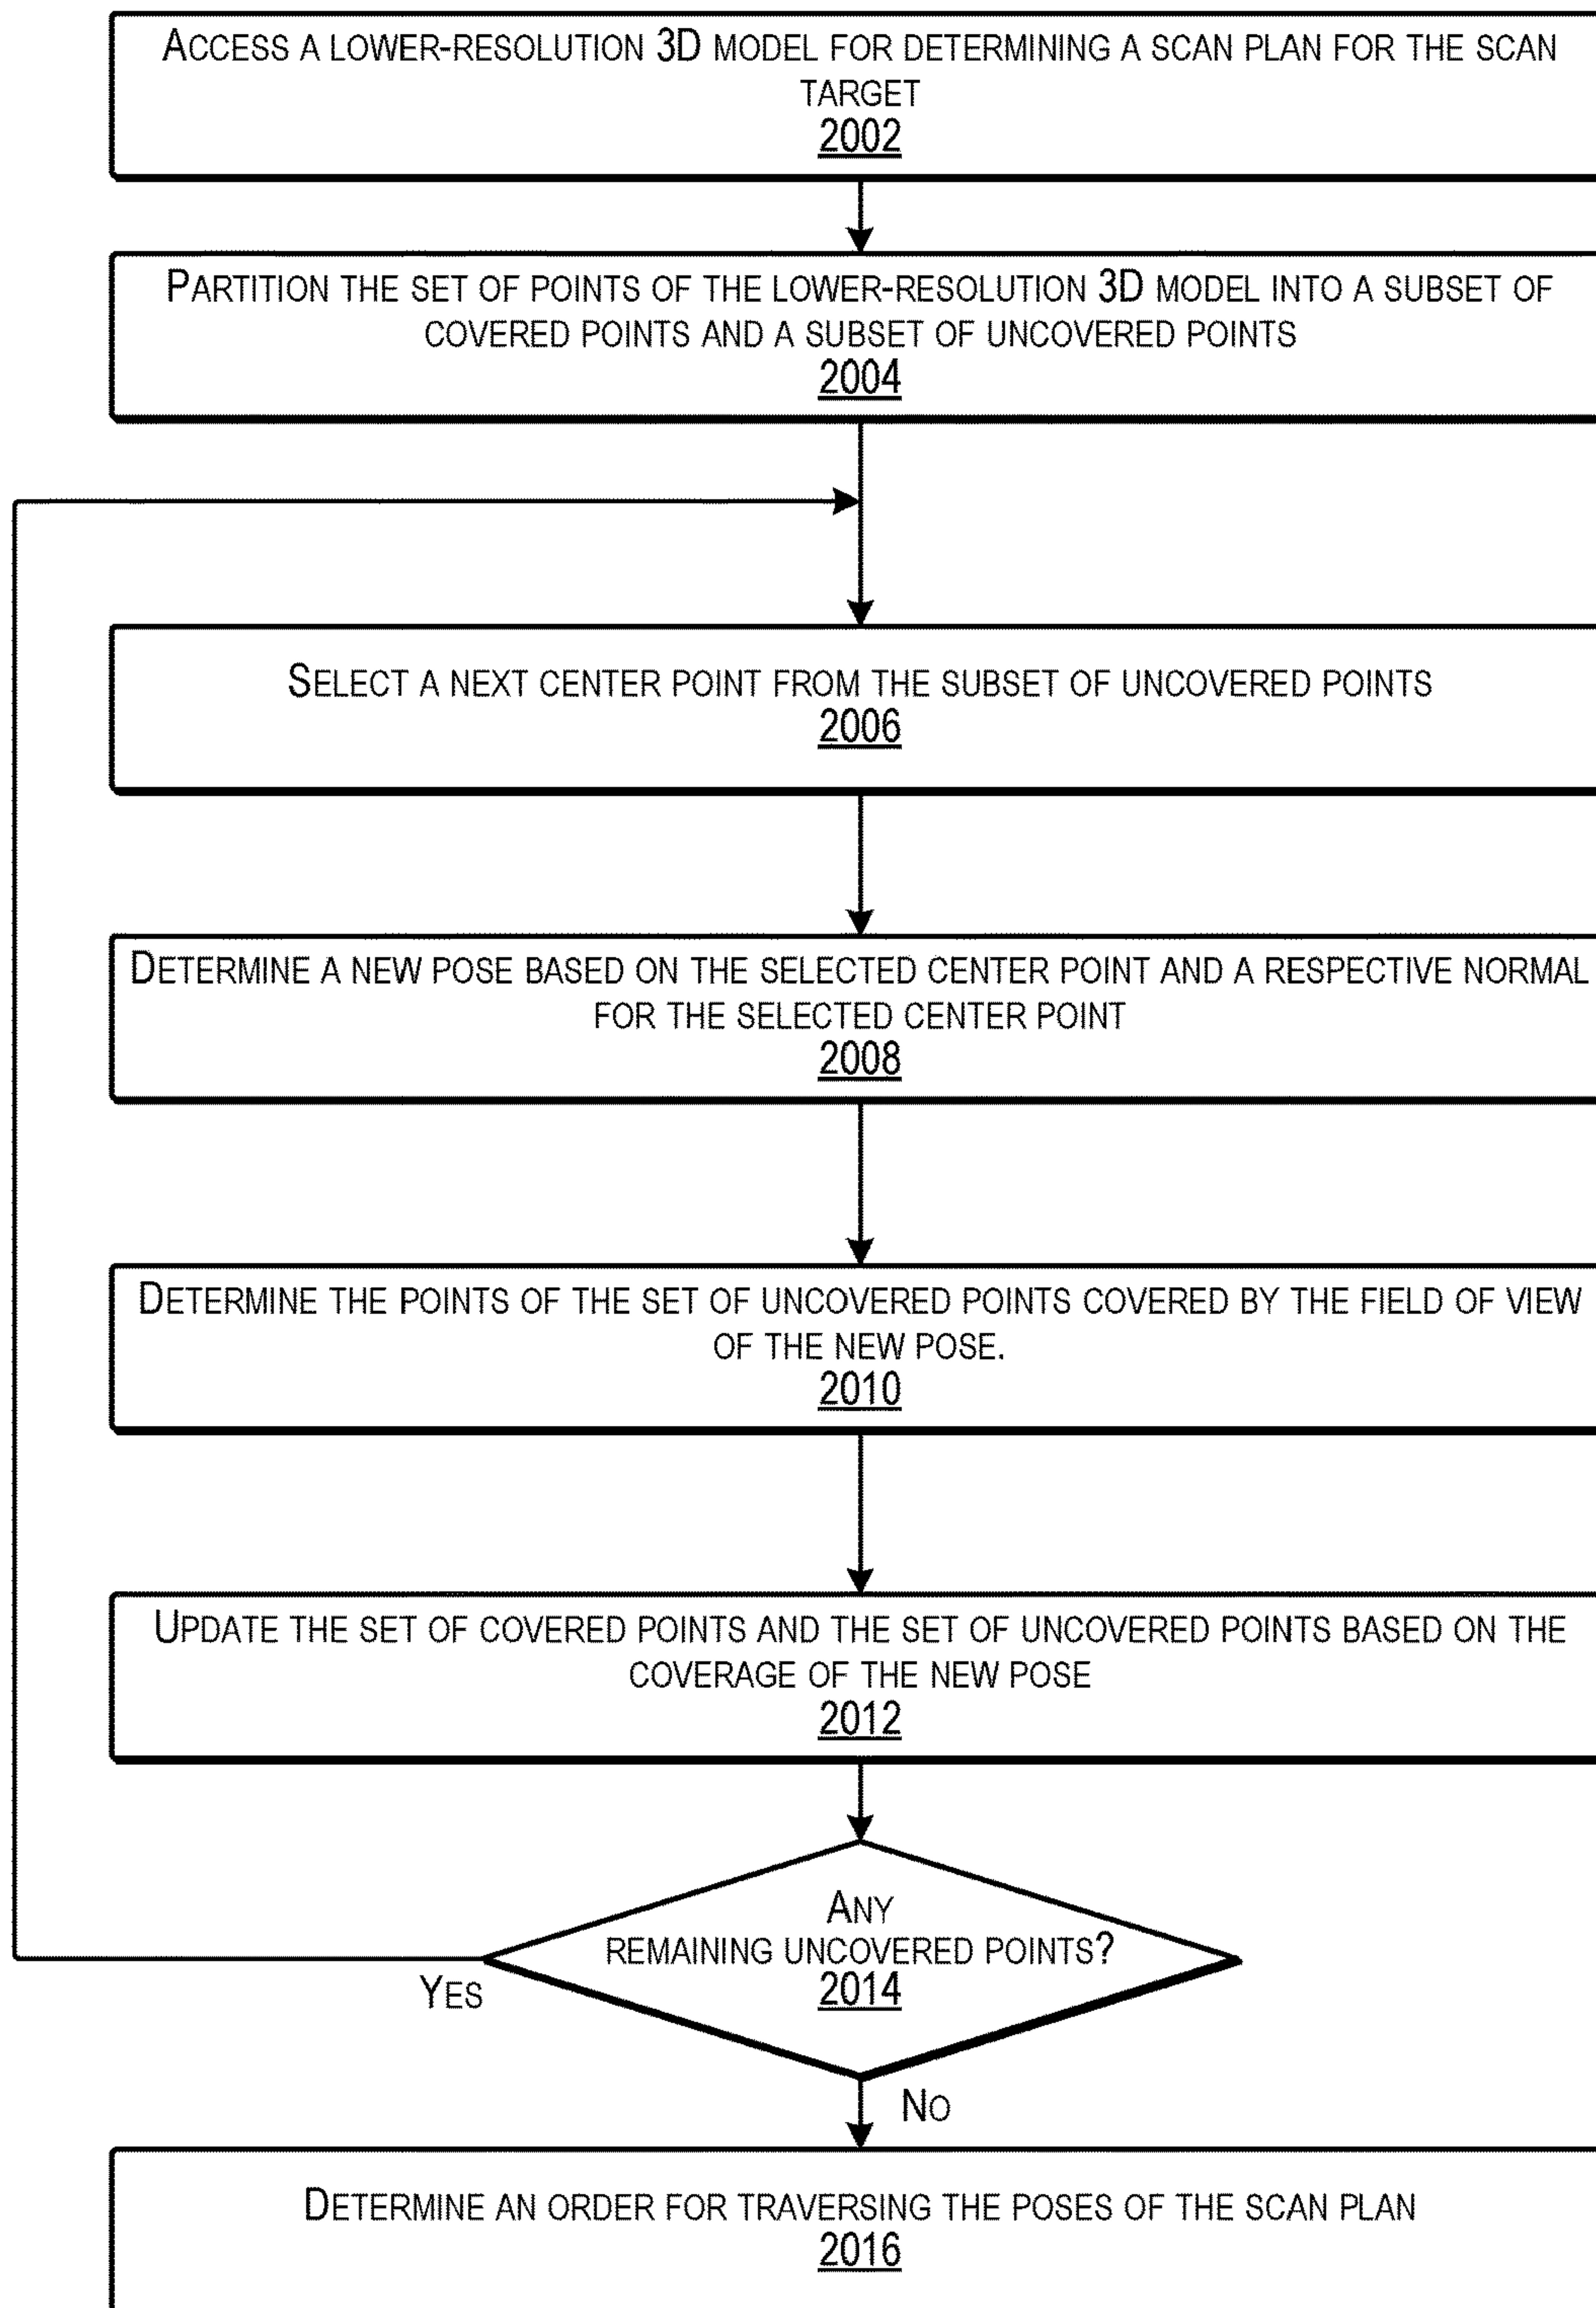 ACCESS A LOWER-RESOLUTION 3D MODEL FOR DETERMINING A SCAN PLAN FOR THE SCAN
TARGET
2002
PARTITION THE SET OF POINTS OF THE LOWER-RESOLUTION 3D MODEL INTO A SUBSET OF
COVERED POINTS AND A SUBSET OF UNCOVERED POINTS
2004
SELECT A NEXT CENTER POINT FROM THE SUBSET OF UNCOVERED POINTS
2006
DETERMINE A NEW POSE BASED ON THE SELECTED CENTER POINT AND A RESPECTIVE NORMAL
FOR THE SELECTED CENTER POINT
2008
DETERMINE THE POINTS OF THE SET OF UNCOVERED POINTS COVERED BY THE FIELD OF VIEW
OF THE NEW POSE.
2010
UPDATE THE SET OF COVERED POINTS AND THE SET OF UNCOVERED POINTS BASED ON THE
COVERAGE OF THE NEW POSE
2012
ANY
REMAINING UNCOVERED POINTS?
2014
YES
NO
DETERMINE AN ORDER FOR TRAVERSING THE POSES OF THE SCAN PLAN
2016